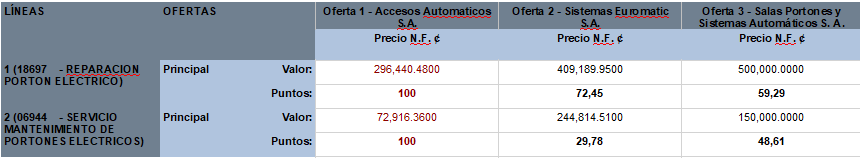 LÍNEAS OFERTAS Oferta 1 - Accesos Automaticos S.A. Oferta 2 - Sistemas Euromatic S.A. Oferta 3 - Salas Portones y Sistemas Automáticos S. A.
Precio N.F. ¢ Precio N.F. ¢ Precio N.F. ¢
1 (18697 - REPARACION PORTON ELECTRICO) Principal Valor: 296,440.4800 409,189.9500 500,000.0000
Puntos: 100 72,45 59,29
2 (06944 - SERVICIO MANTENIMIENTO DE PORTONES ELECTRICOS) Principal Valor: 72,916.3600 244,814.5100 150,000.0000
Puntos: 100 29,78 48,61